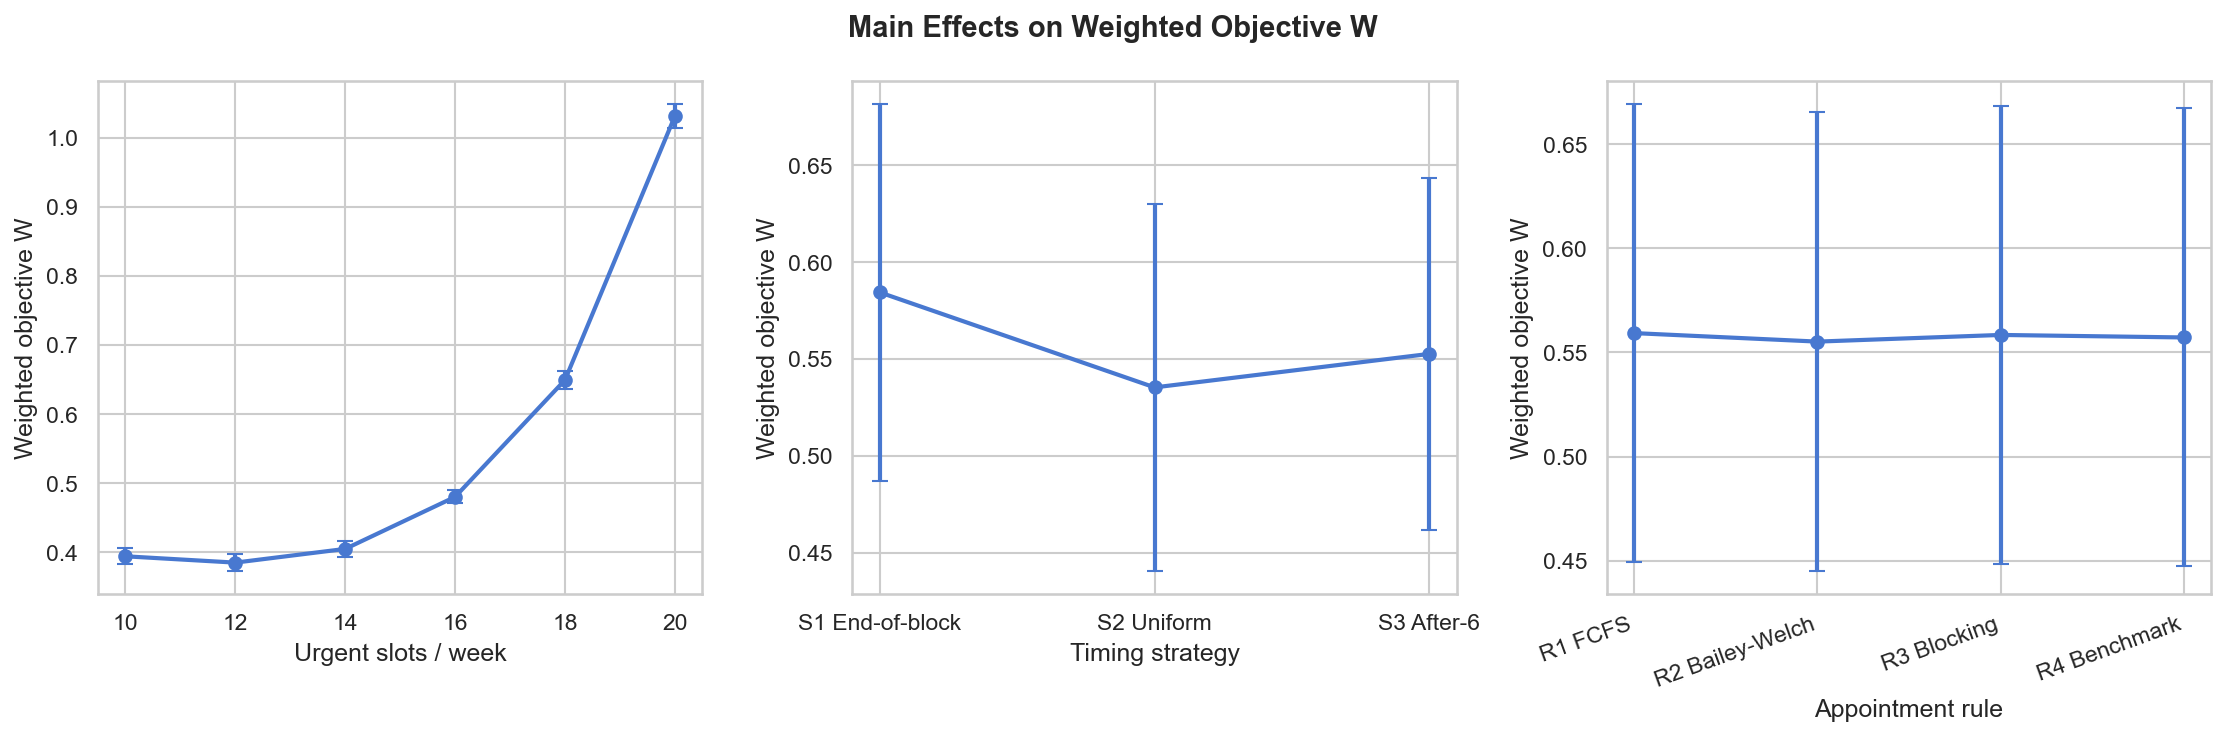 Main Effects on Weighted Objective W
Weighted objective W
1.0
0.9
0.8
0.7
0.6
0.5
0.4
10 12 14 16 18 20
Urgent slots / week
Weighted objective W
0.65
0.60
0.55
0.50
0.45
S1 End-of-block S2 Uniform S3 After-6
Timing strategy
Weighted objective W
0.65
0.60
0.55
0.50
0.45
R1 FCFS R2 Bailey-Welch R3 Blocking R4 Benchmark
Appointment rule